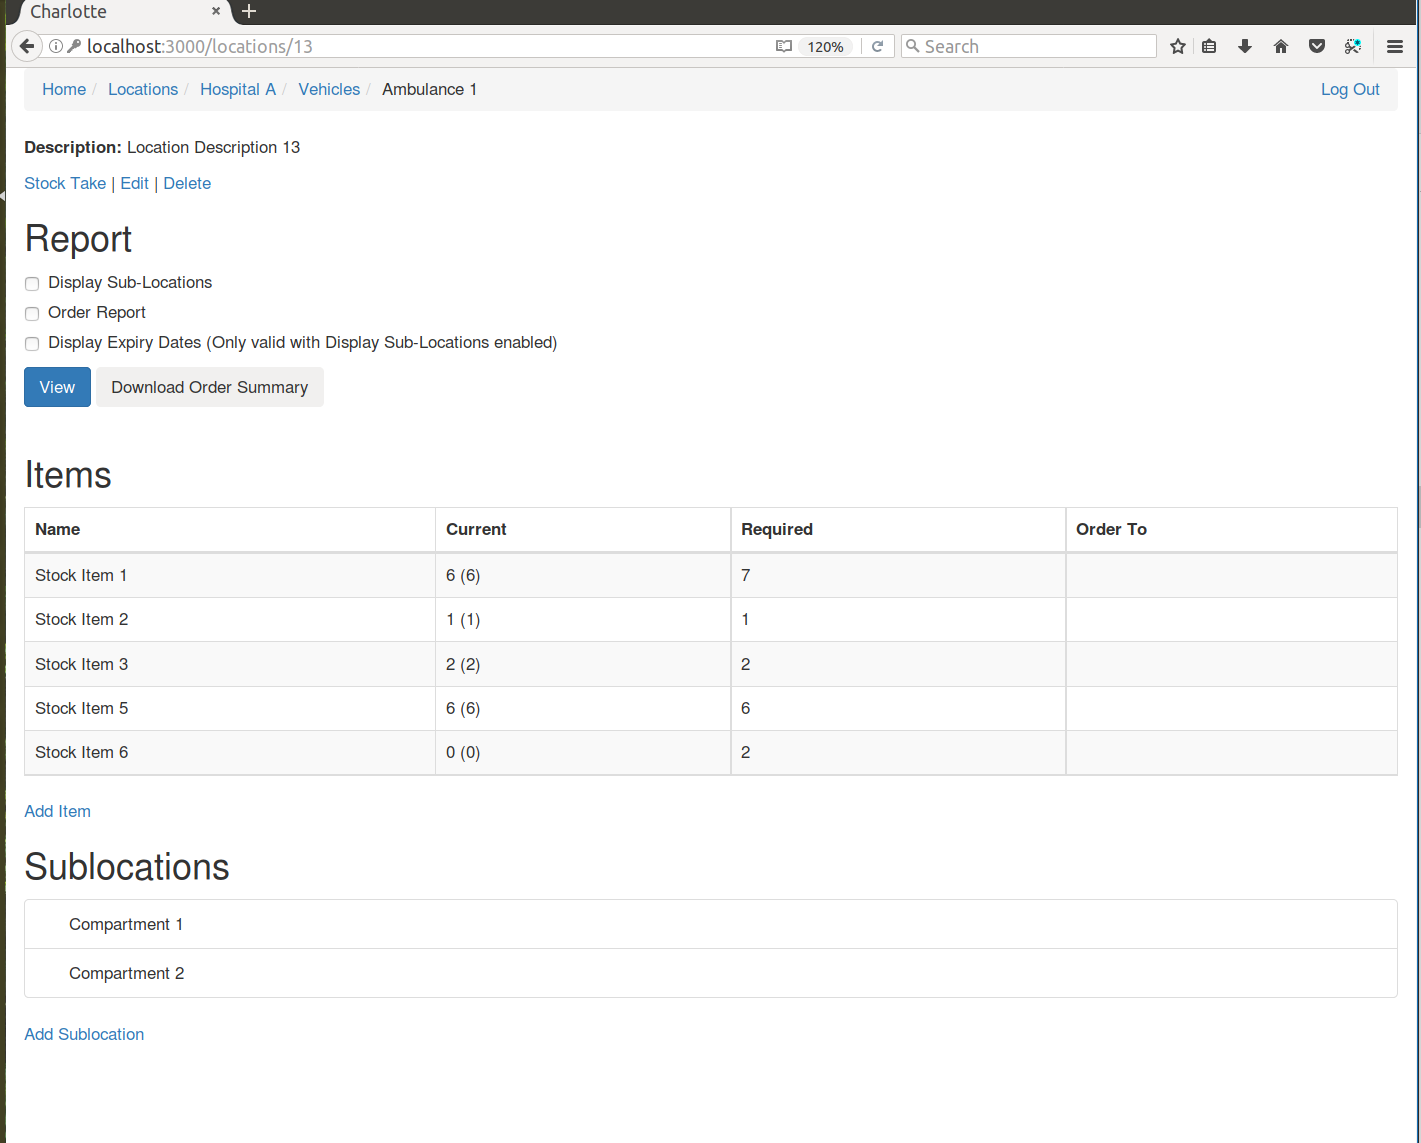 Charlotte
localhost:3000/locations/13 120% Search
Home / Locations / Hospital A / Vehicles / Ambulance 1 Log Out
Description: Location Description 13
Stock Take | Edit | Delete
Report
Display Sub-Locations
Order Report
Display Expiry Dates (Only valid with Display Sub-Locations enabled)
View Download Order Summary
Items
Name Current Required Order To
Stock Item 1 6 (6) 7
Stock Item 2 1 (1) 1
Stock Item 3 2 (2) 2
Stock Item 5 6 (6) 6
Stock Item 6 0 (0) 2
Add Item
Sublocations
Compartment 1
Compartment 2
Add Sublocation